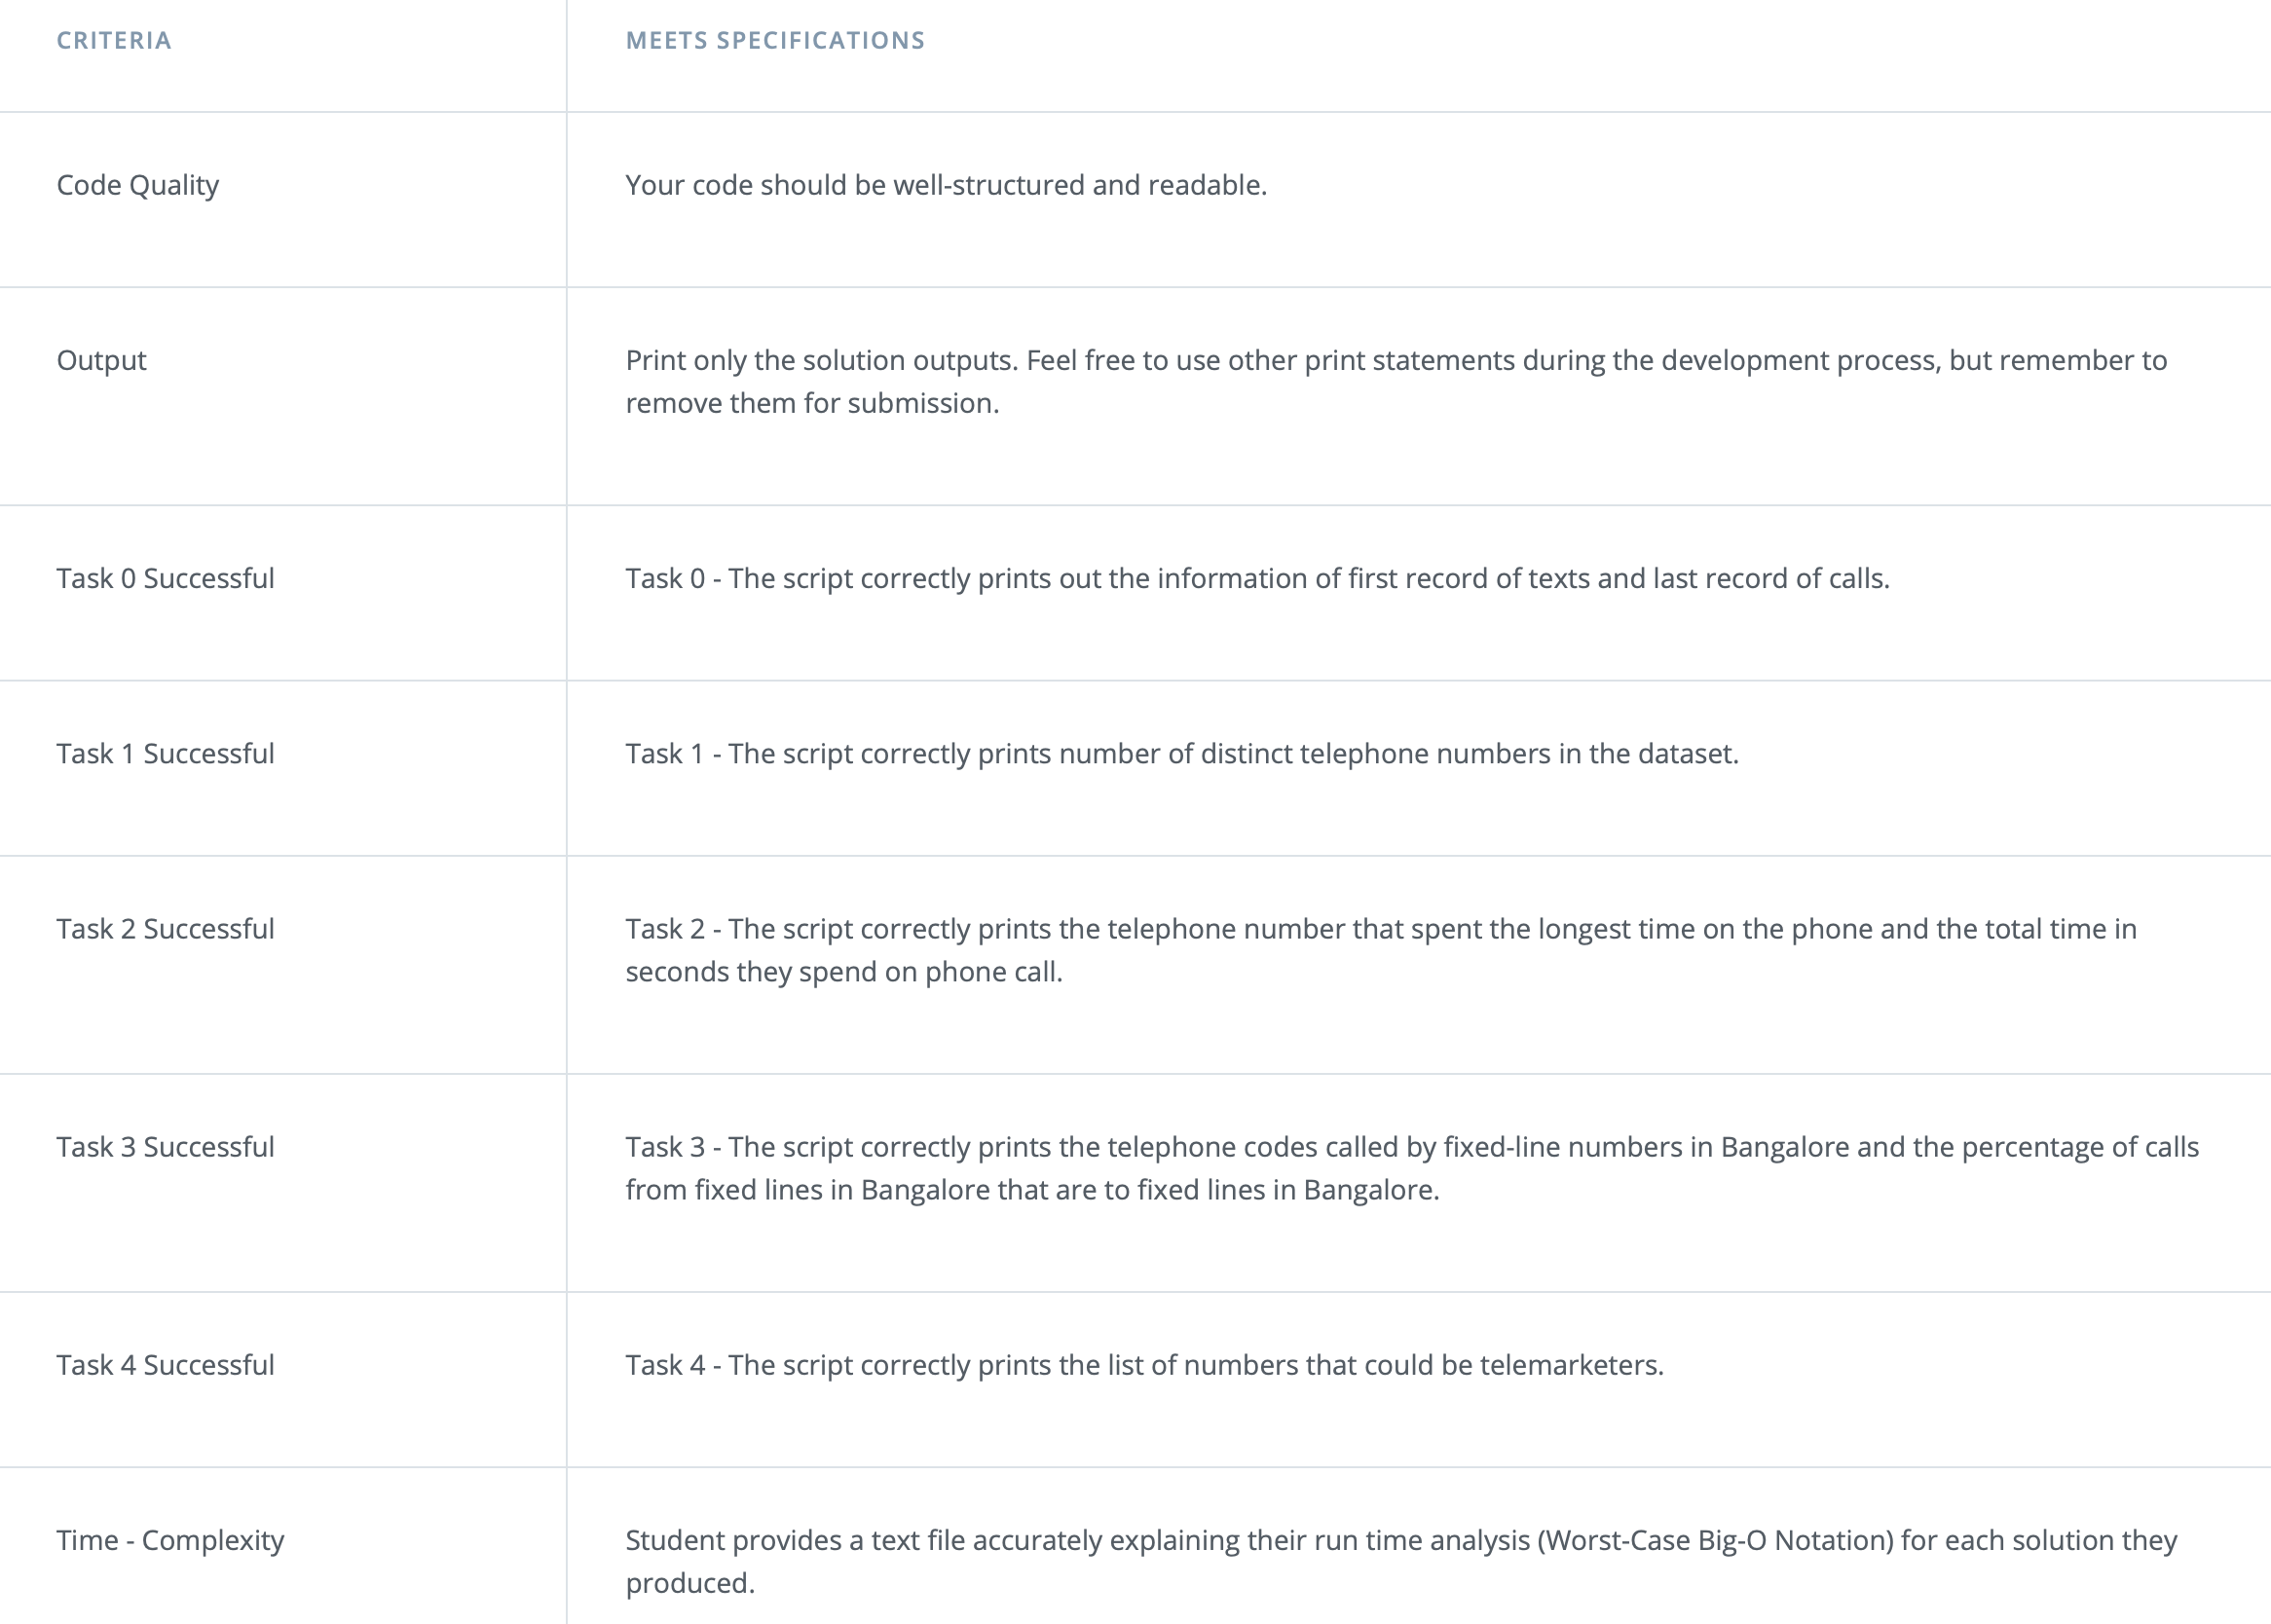 CRITERIA
MEETS SPECIFICATIONS
Code Quality
Your code should be well-structured and readable.
Output
Print only the solution outputs. Feel free to use other print statements during the development process, but remember to
remove them for submission.
Task 0 Successful
Task 0 - The script correctly prints out the information of first record of texts and last record of calls.
Task 1 Successful
Task 1 - The script correctly prints number of distinct telephone numbers in the dataset.
Task 2 Successful
Task 2 - The script correctly prints the telephone number that spent the longest time on the phone and the total time in
seconds they spend on phone call.
Task 3 Successful
Task 3 - The script correctly prints the telephone codes called by fixed-line numbers in Bangalore and the percentage of calls
from fixed lines in Bangalore that are to fixed lines in Bangalore.
Task 4 Successful
Task 4 - The script correctly prints the list of numbers that could be telemarketers.
Time - Complexity
Student provides a text file accurately explaining their run time analysis (Worst-Case Big-O Notation) for each solution they
produced.